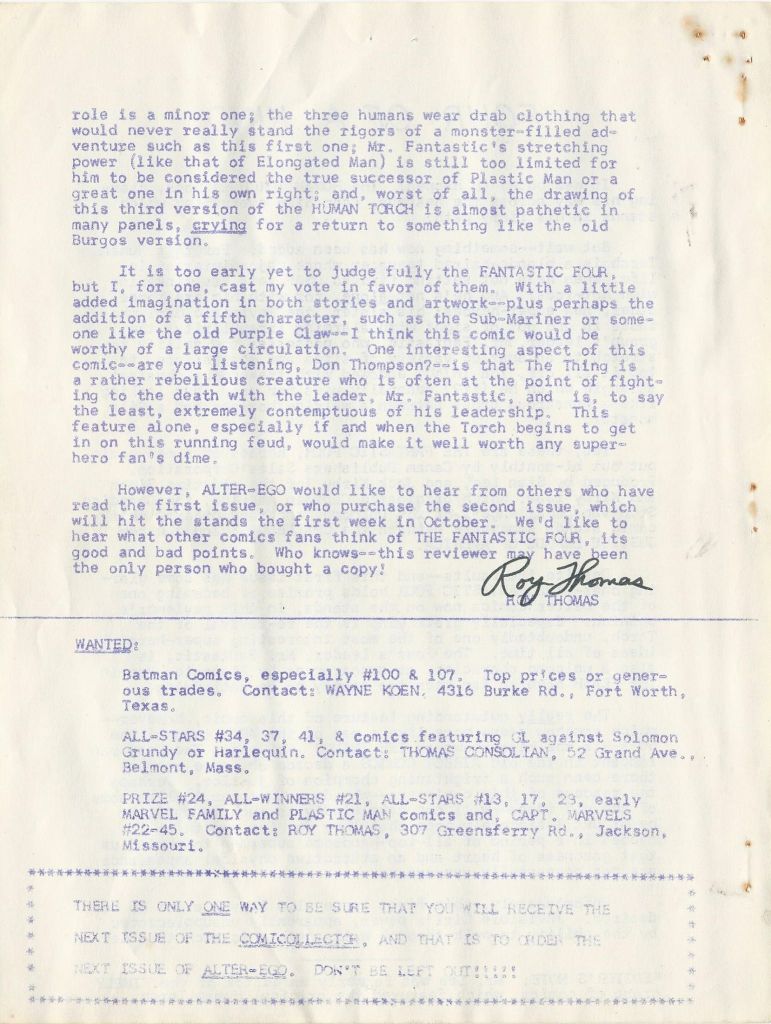 role is a minor one; the three humans wear drab clothing that
would never really stand the rigors of a monster-filled ad-
venture such as this first one; Mr. Fantastic's stretching
power (like that of Elongated Man) is still too limited for
him to be considered the true successor of Plastic Man or a
great one in his own right; and, worst of all, the drawing of
this third version of the HUMAN TORCH is almost pathetic in
many panels, crying for a return to something like the old
Burgos version.
It is too early yet to judge fully the FANTASTIC FOUR,
but I, for one, cast my vote in favor of them. With a little
added imagination in both stories and artwork--plus perhaps the
addition of a fifth character, such as the Sub-Mariner or some-
one like the old Purple Claw--I think this comic would be
worthy of a large circulation. One interesting aspect of this
comic--are you listening, Don Thompson?--is that The Thing is
a rather rebellious creature who is often at the point of fight-
ing to the death with the leader, Mr. Fantastic, and is, to say
the least, extremely contemptuous of his leadership. This
feature alone, especially if and when the Torch begins to get
in on this running feud, would make it well worth any super-
hero fan's dime.
However, ALTER-EGO would like to hear from others who have
read the first issue, or who purchase the second issue, which
will hit the stands the first week in October. We'd like to
hear what other comics fans think of THE FANTASTIC FOUR, its
good and bad points. Who knows--this reviewer may have been
the only person who bought a copy!
Roy Thomas
ROY THOMAS
WANTED:
Batman Comics, especially #100 & 107. Top prices or gener-
ous trades. Contact: WAYNE KOEN, 4316 Burke Rd., Fort Worth,
Texas.
ALL-STARS #34, 37, 41, & comics featuring GL against Solomon
Grundy or Harlequin. Contact: THOMAS CONSOLIAN, 52 Grand Ave.,
Belmont, Mass.
PRIZE #24, ALL-WINNERS #21, ALL-STARS #13, 17, 23, early
MARVEL FAMILY and PLASTIC MAN comics and, CAPT. MARVELS
#22-45. Contact: ROY THOMAS, 307 Greensferry Rd., Jackson,
Missouri.
THERE IS ONLY ONE WAY TO BE SURE THAT YOU WILL RECEIVE THE
NEXT ISSUE OF THE COMICOLLECTOR, AND THAT IS TO ORDER THE
NEXT ISSUE OF ALTER-EGO. DON'T BE LEFT OUT!!!!!